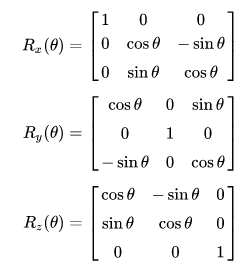 R_x(θ) = [ 1 0 0
0 cos θ − sin θ
0 sin θ cos θ ]
R_y(θ) = [ cos θ 0 sin θ
0 1 0
− sin θ 0 cos θ ]
R_z(θ) = [ cos θ − sin θ 0
sin θ cos θ 0
0 0 1 ]